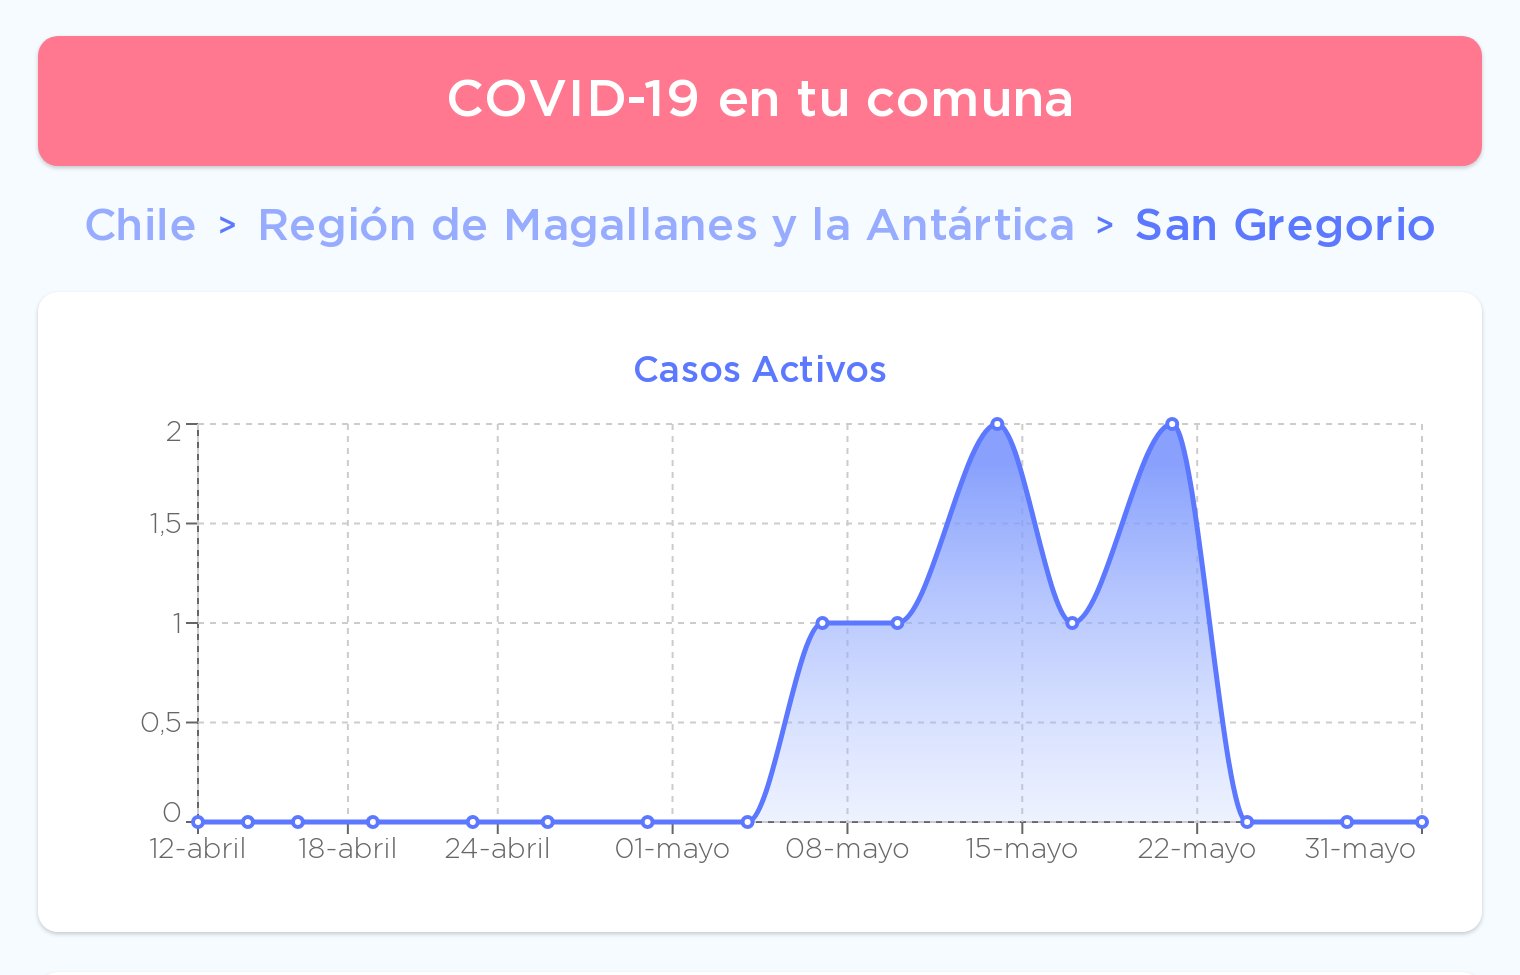 COVID-19 en tu comuna
Chile > Región de Magallanes y la Antártica > San Gregorio
Casos Activos
2
1,5
1
0,5
0
12-abril 18-abril 24-abril 01-mayo 08-mayo 15-mayo 22-mayo 31-mayo